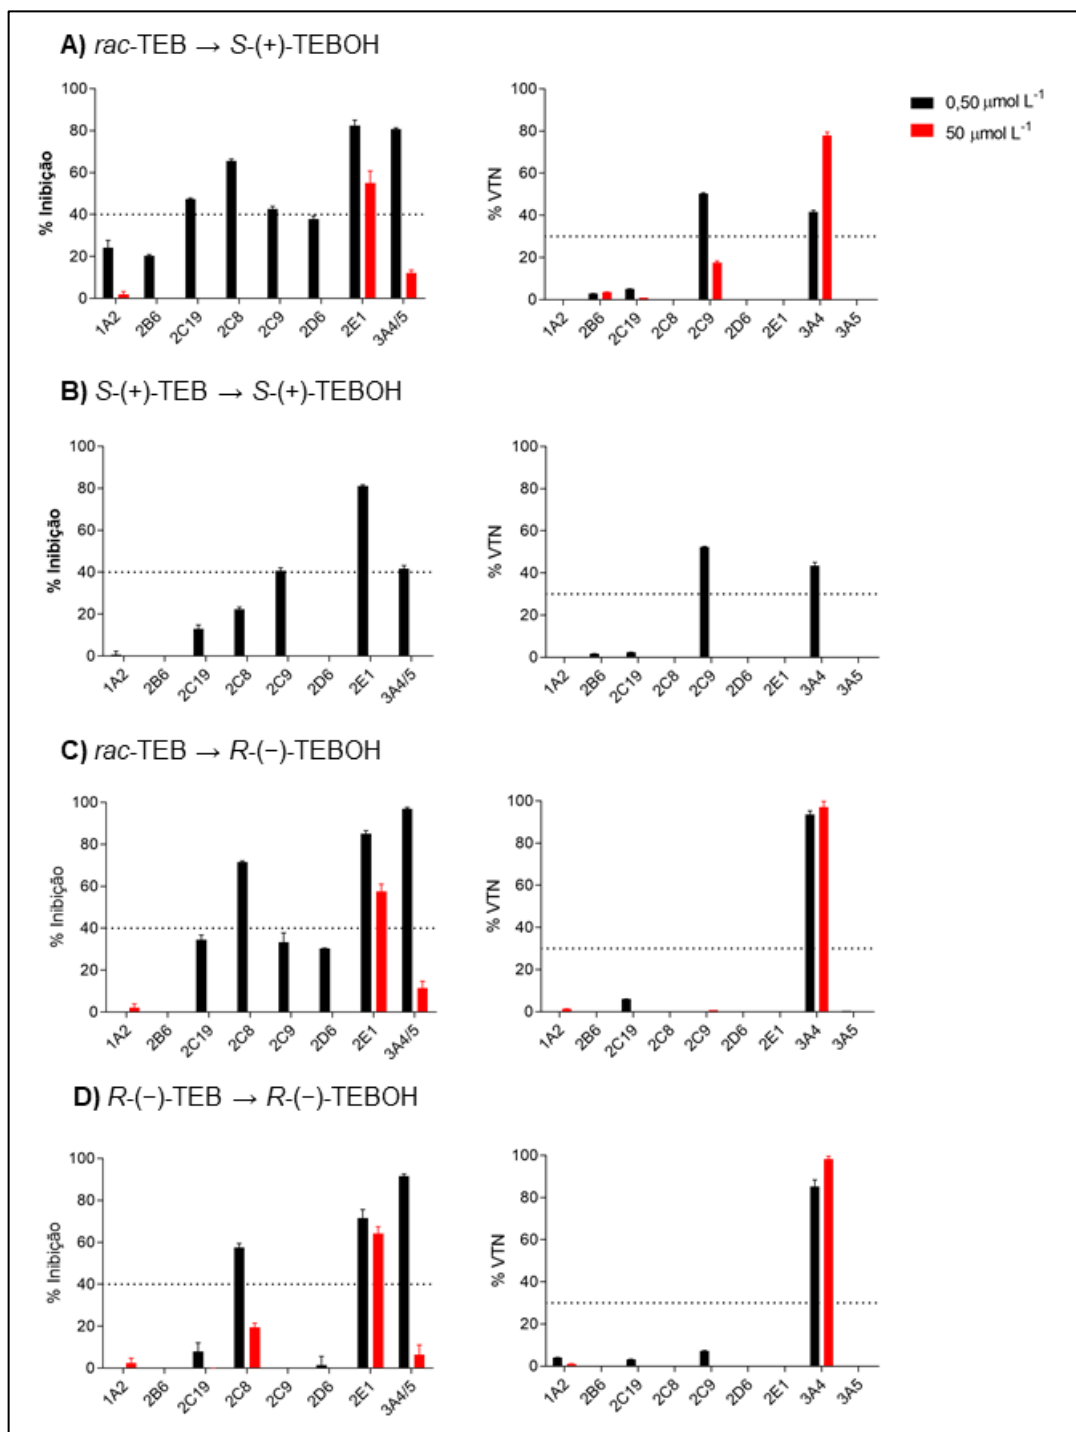 A) rac-TEB → S-(+)-TEBOH
% Inibição
100
80
60
40
20
0
1A2 2B6 2C19 2C8 2C9 2D6 2E1 3A4/5
% VTN
100
80
60
40
20
0
1A2 2B6 2C19 2C8 2C9 2D6 2E1 3A4 3A5
0,50 μmol L⁻¹
50 μmol L⁻¹
B) S-(+)-TEB → S-(+)-TEBOH
% Inibição
100
80
60
40
20
0
1A2 2B6 2C19 2C8 2C9 2D6 2E1 3A4/5
% VTN
100
80
60
40
20
0
1A2 2B6 2C19 2C8 2C9 2D6 2E1 3A4 3A5
C) rac-TEB → R-(−)-TEBOH
% Inibição
100
80
60
40
20
0
1A2 2B6 2C19 2C8 2C9 2D6 2E1 3A4/5
% VTN
100
80
60
40
20
0
1A2 2B6 2C19 2C8 2C9 2D6 2E1 3A4 3A5
D) R-(−)-TEB → R-(−)-TEBOH
% Inibição
100
80
60
40
20
0
1A2 2B6 2C19 2C8 2C9 2D6 2E1 3A4/5
% VTN
100
80
60
40
20
0
1A2 2B6 2C19 2C8 2C9 2D6 2E1 3A4 3A5